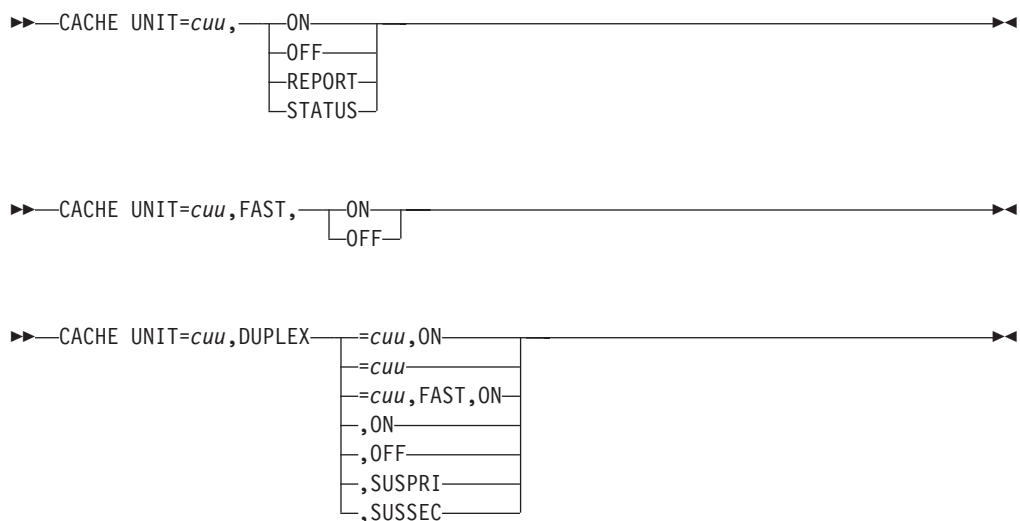 CACHE UNIT=cuu, ON
OFF
REPORT
STATUS
CACHE UNIT=cuu,FAST, ON
OFF
CACHE UNIT=cuu,DUPLEX =cuu,ON
=cuu
=cuu,FAST,ON
,ON
,OFF
,SUSPRI
,SUSSEC